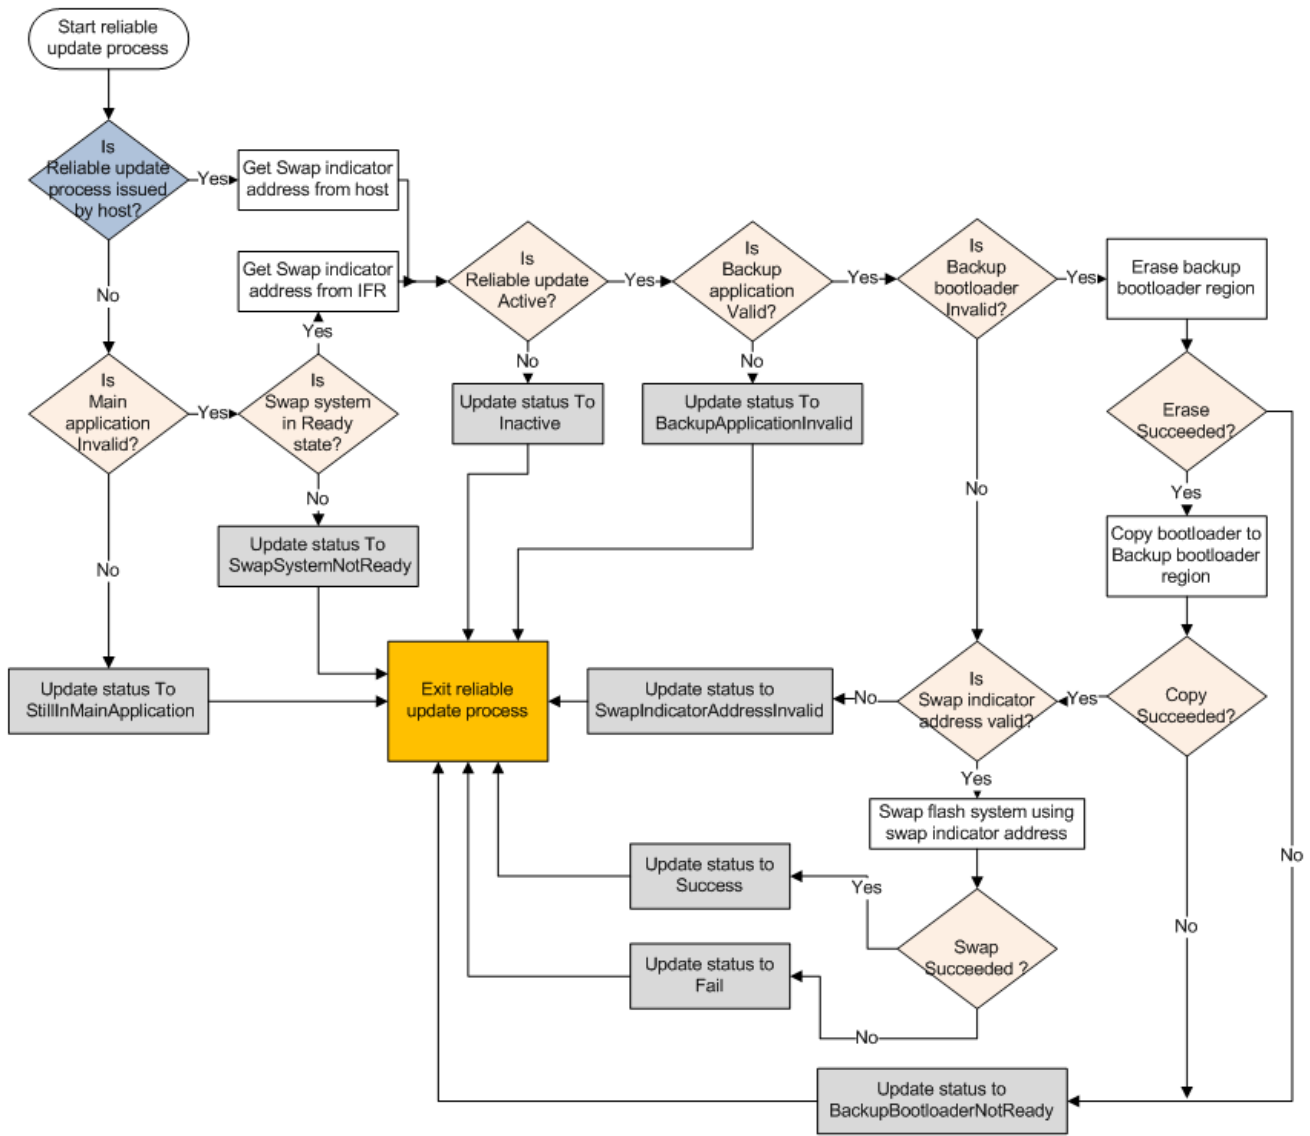 Start reliable
update process
Is
Reliable update
process issued
by host?
Yes
Get Swap indicator
address from host
No
Get Swap indicator
address from IFR
Yes
Is
Main
application
Invalid?
Yes
Is
Swap system
in Ready
state?
No
Update status To
SwapSystemNotReady
No
Update status To
StillInMainApplication
Is
Reliable update
Active?
Yes
No
Update status To
Inactive
Is
Backup
application
Valid?
Yes
No
Update status To
BackupApplicationInvalid
Is
Backup
bootloader
Invalid?
Yes
No
Erase backup
bootloader region
Erase
Succeeded?
Yes
No
Copy bootloader to
Backup bootloader
region
Copy
Succeeded?
Yes
No
Is
Swap indicator
address valid?
No
Update status to
SwapIndicatorAddressInvalid
Exit reliable
update process
Yes
Swap flash system using
swap indicator address
Swap
Succeeded ?
Yes
Update status to
Success
No
Update status to
Fail
Update status to
BackupBootloaderNotReady